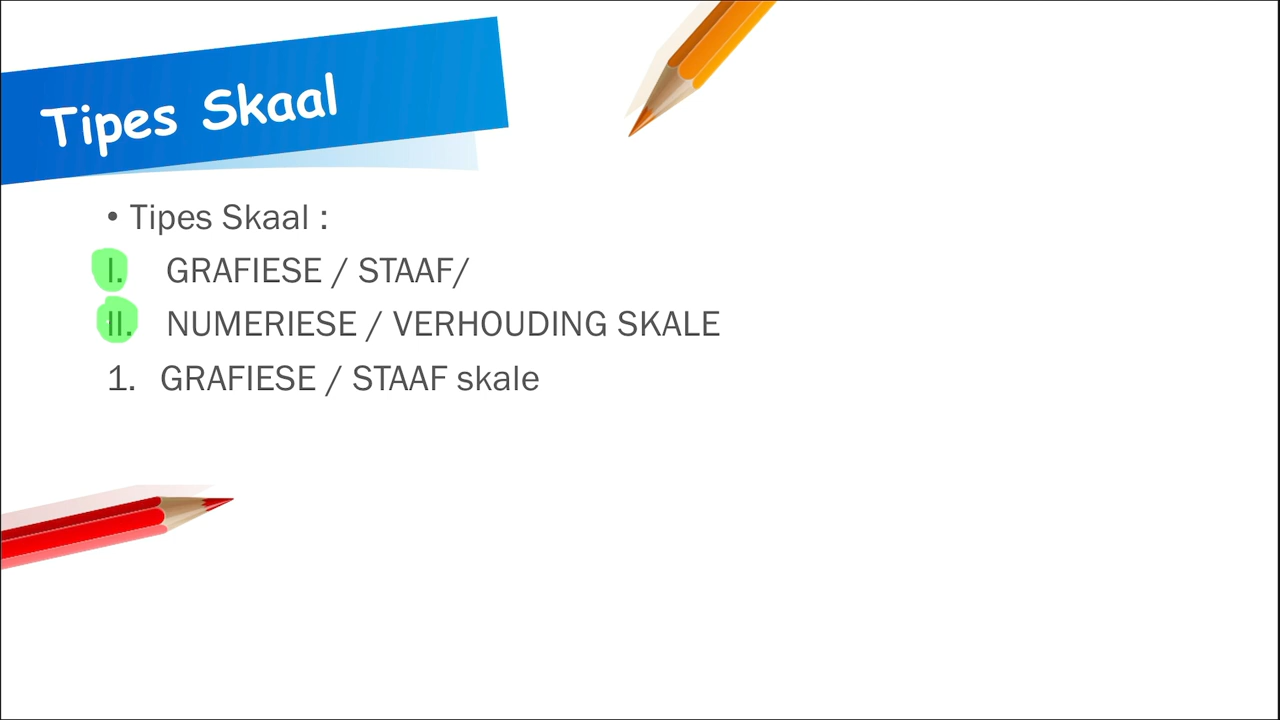 Tipes Skaal
• Tipes Skaal :
I. GRAFIESE / STAAF/
II. NUMERIESE / VERHOUDING SKALE
1. GRAFIESE / STAAF skale